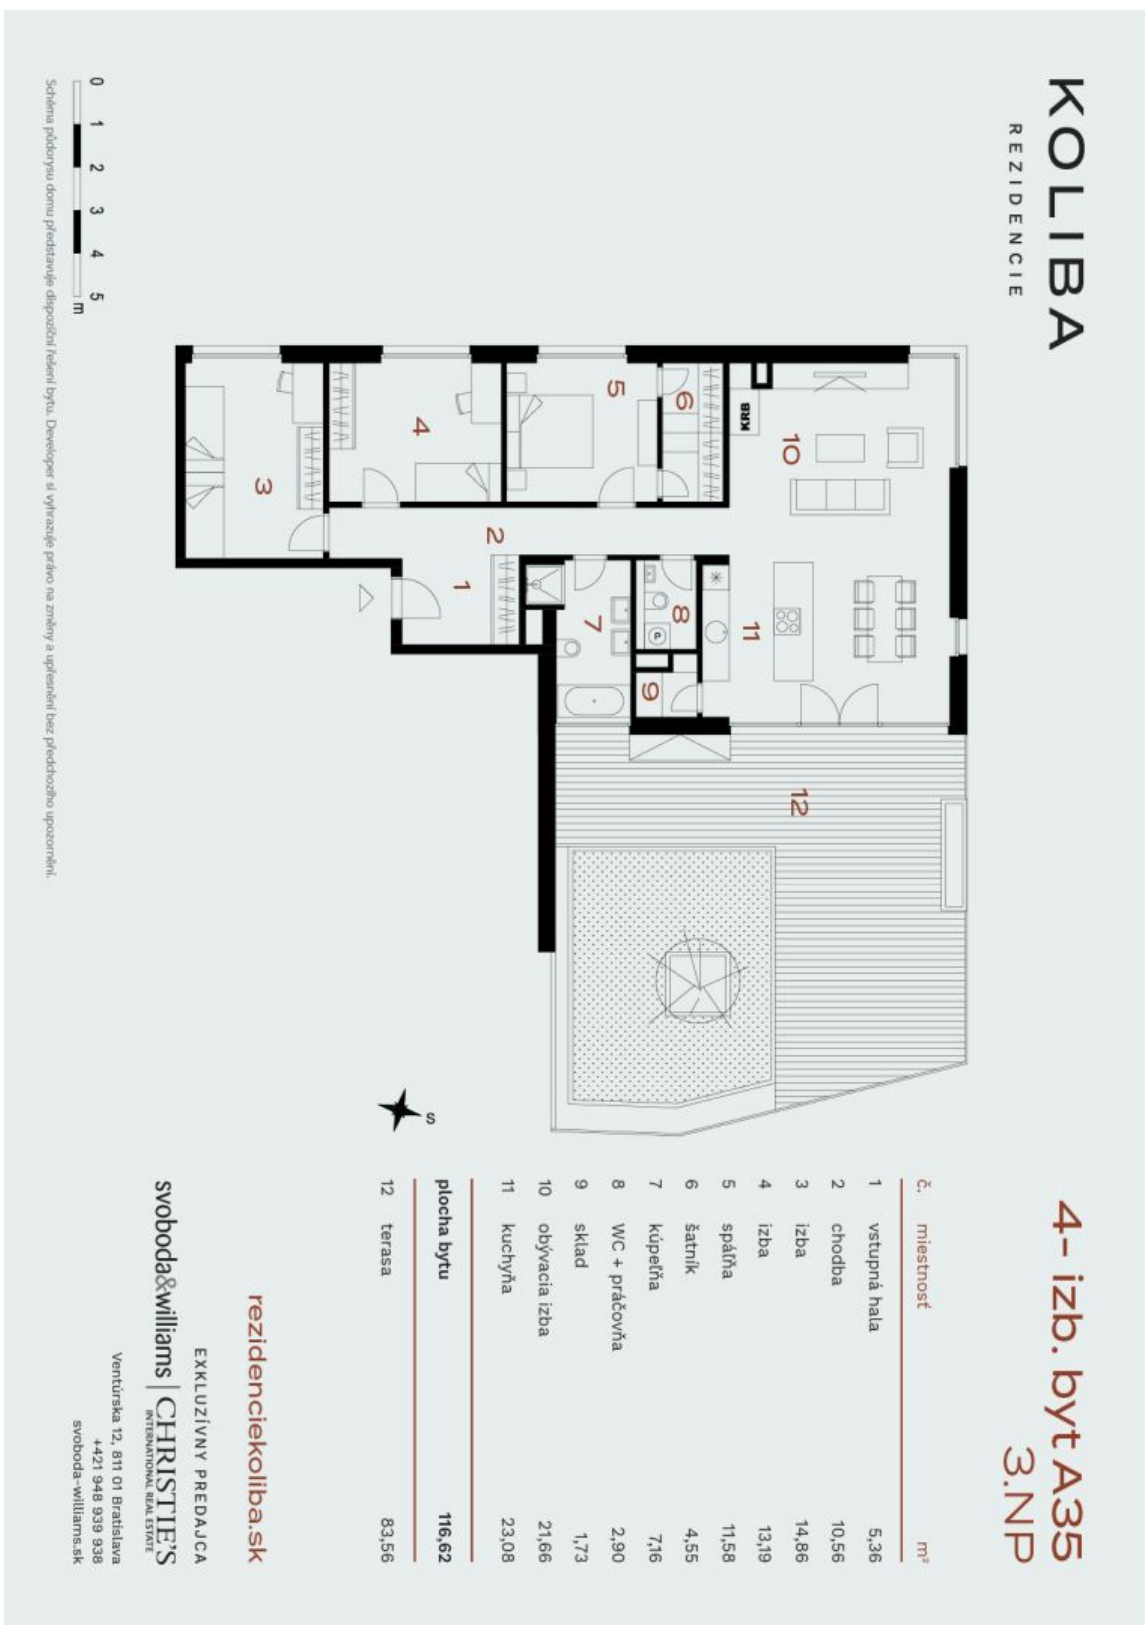 KOLIBA
REZIDENCIE
4- izb. byt A35
3.NP
č. miestnosť m²
1 vstupná hala 5,36
2 chodba 10,56
3 izba 14,86
4 izba 13,19
5 spálňa 11,58
6 šatník 4,55
7 kúpeľňa 7,16
8 WC + práčovňa 2,90
9 sklad 1,73
10 obývacia izba 21,66
11 kuchyňa 23,08
plocha bytu 116,62
12 terasa 83,56
10
KRB
11
12
6
5
8
9
7
4
2
1
3
S
rezidenciekoliba.sk
EXKLUZÍVNY PREDAJCA
svoboda&williams | CHRISTIE'S
INTERNATIONAL REAL ESTATE
Ventúrska 12, 811 01 Bratislava
+421 948 939 938
svoboda-williams.sk
0 1 2 3 4 5
m
Schéma půdorysu domu představuje dispoziční řešení bytu. Developer si vyhrazuje právo na změny a upřesnění bez předchozího upozornění.